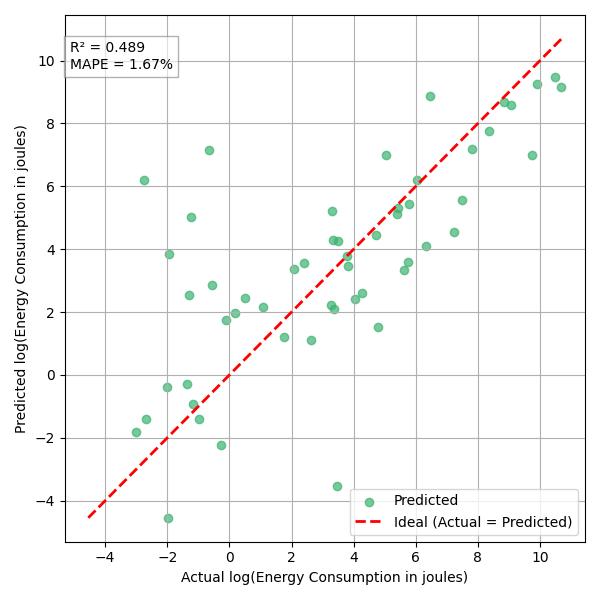 R² = 0.489
MAPE = 1.67%
10
8
6
4
2
0
−2
−4
Predicted log(Energy Consumption in joules)
Predicted
Ideal (Actual = Predicted)
−4 −2 0 2 4 6 8 10
Actual log(Energy Consumption in joules)